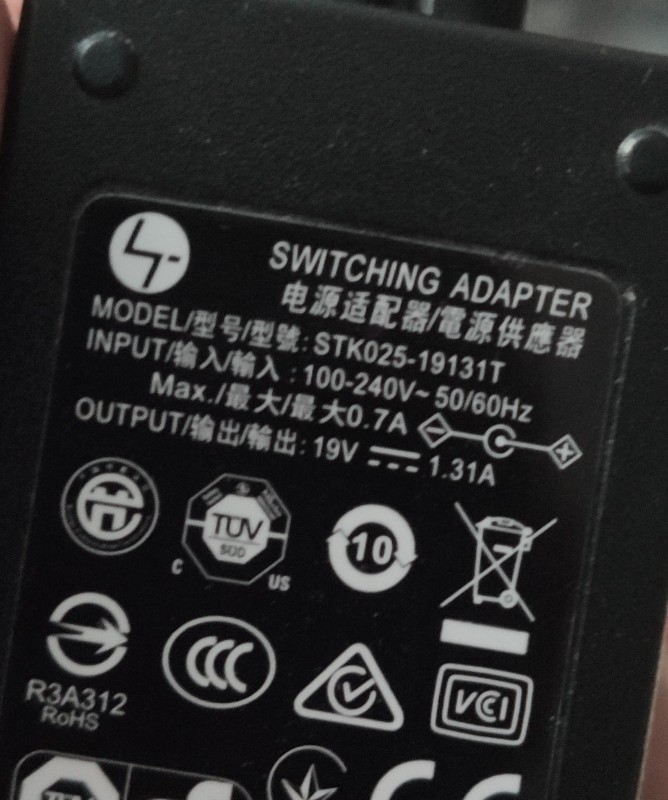 SWITCHING ADAPTER
电源适配器/電源供應器
MODEL/型号/型號: STK025-19131T
INPUT/输入/輸入 : 100-240V~ 50/60Hz
Max./最大/最大0.7A
OUTPUT/输出/輸出: 19V 1.31A
TUV
C US
10
R3A312
RoHS
CCC
VCI
CE